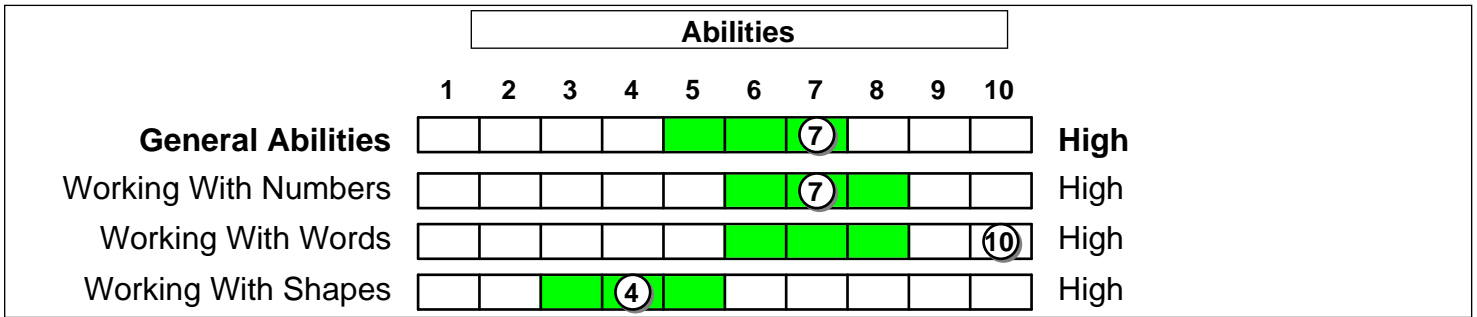 Abilities
1 2 3 4 5 6 7 8 9 10
General Abilities 7 High
Working With Numbers 7 High
Working With Words 10 High
Working With Shapes 4 High